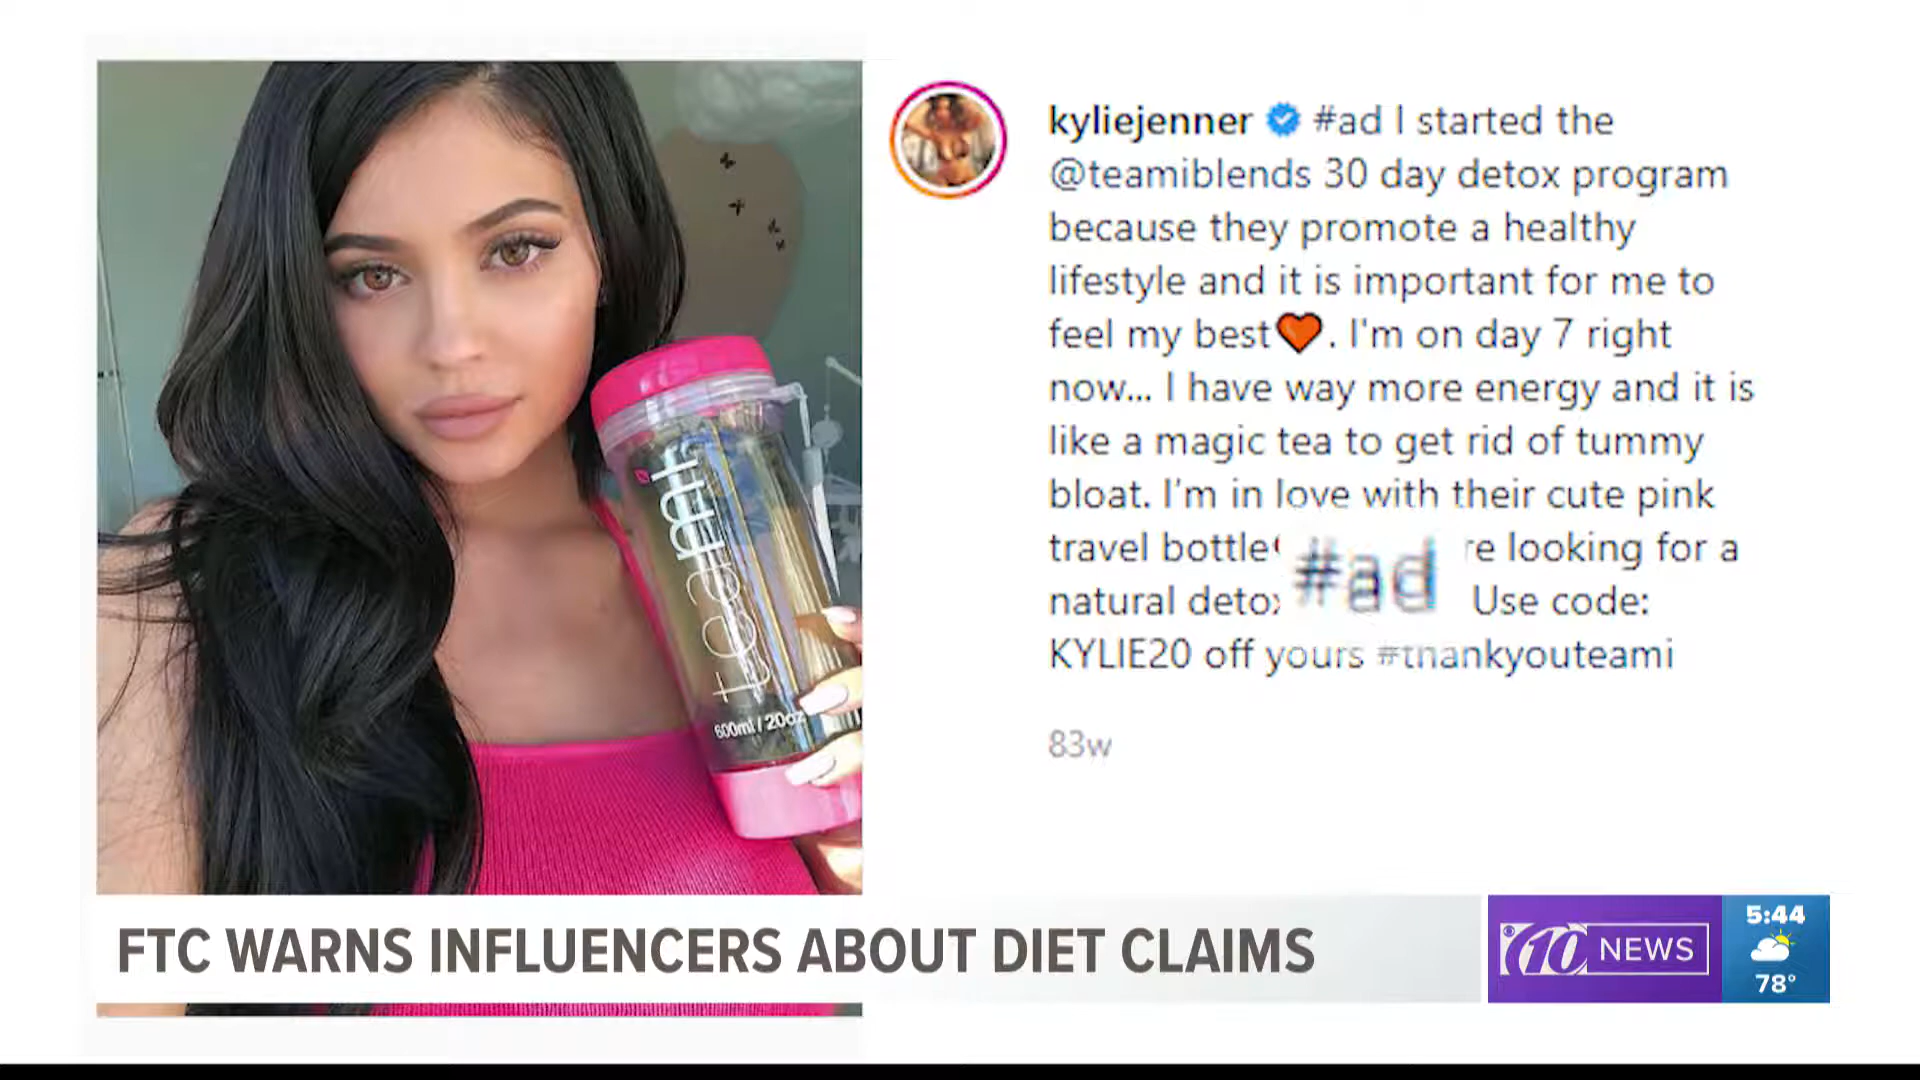 kyliejenner #ad I started the
@teamiblends 30 day detox program
because they promote a healthy
lifestyle and it is important for me to
feel my best🧡. I'm on day 7 right
now... I have way more energy and it is
like a magic tea to get rid of tummy
bloat. I'm in love with their cute pink
travel bottle re looking for a
natural Use code:
KYLIE20 off yours #thankyouteami
#ad
83w
teami
600ml / 20oz
FTC WARNS INFLUENCERS ABOUT DIET CLAIMS
10 NEWS
5:44
78°